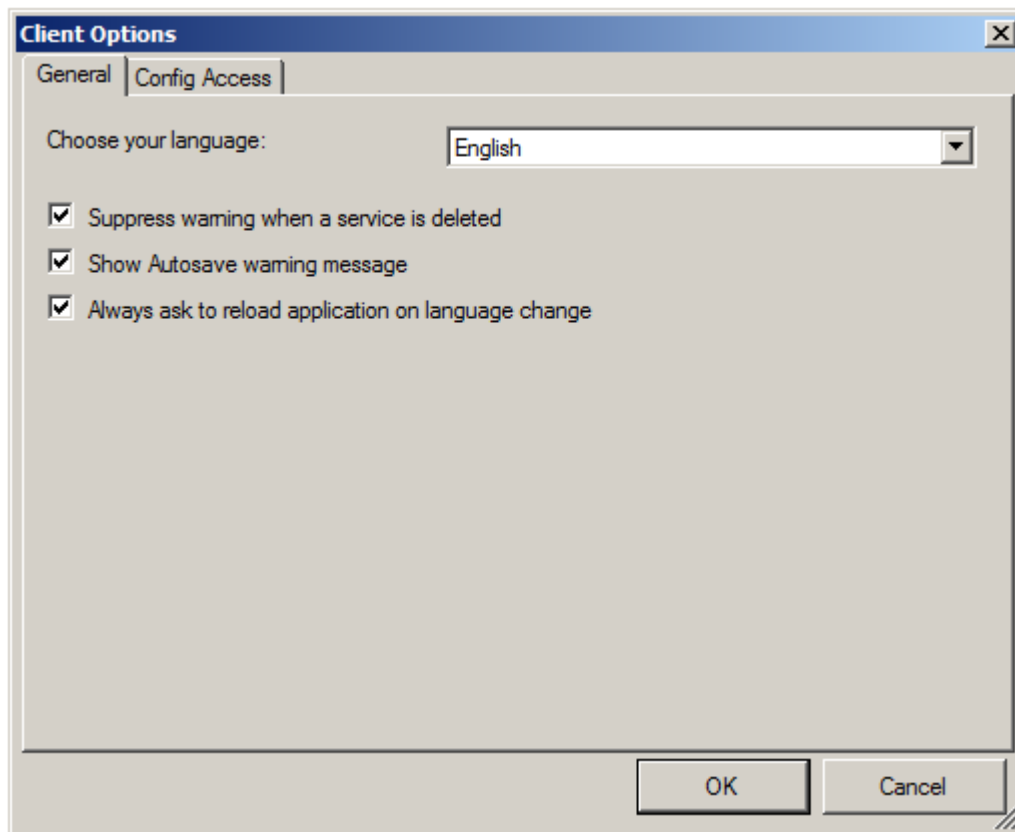 Client Options
General
Config Access
Choose your language:
English
Suppress warning when a service is deleted
Show Autosave warning message
Always ask to reload application on language change
OK
Cancel